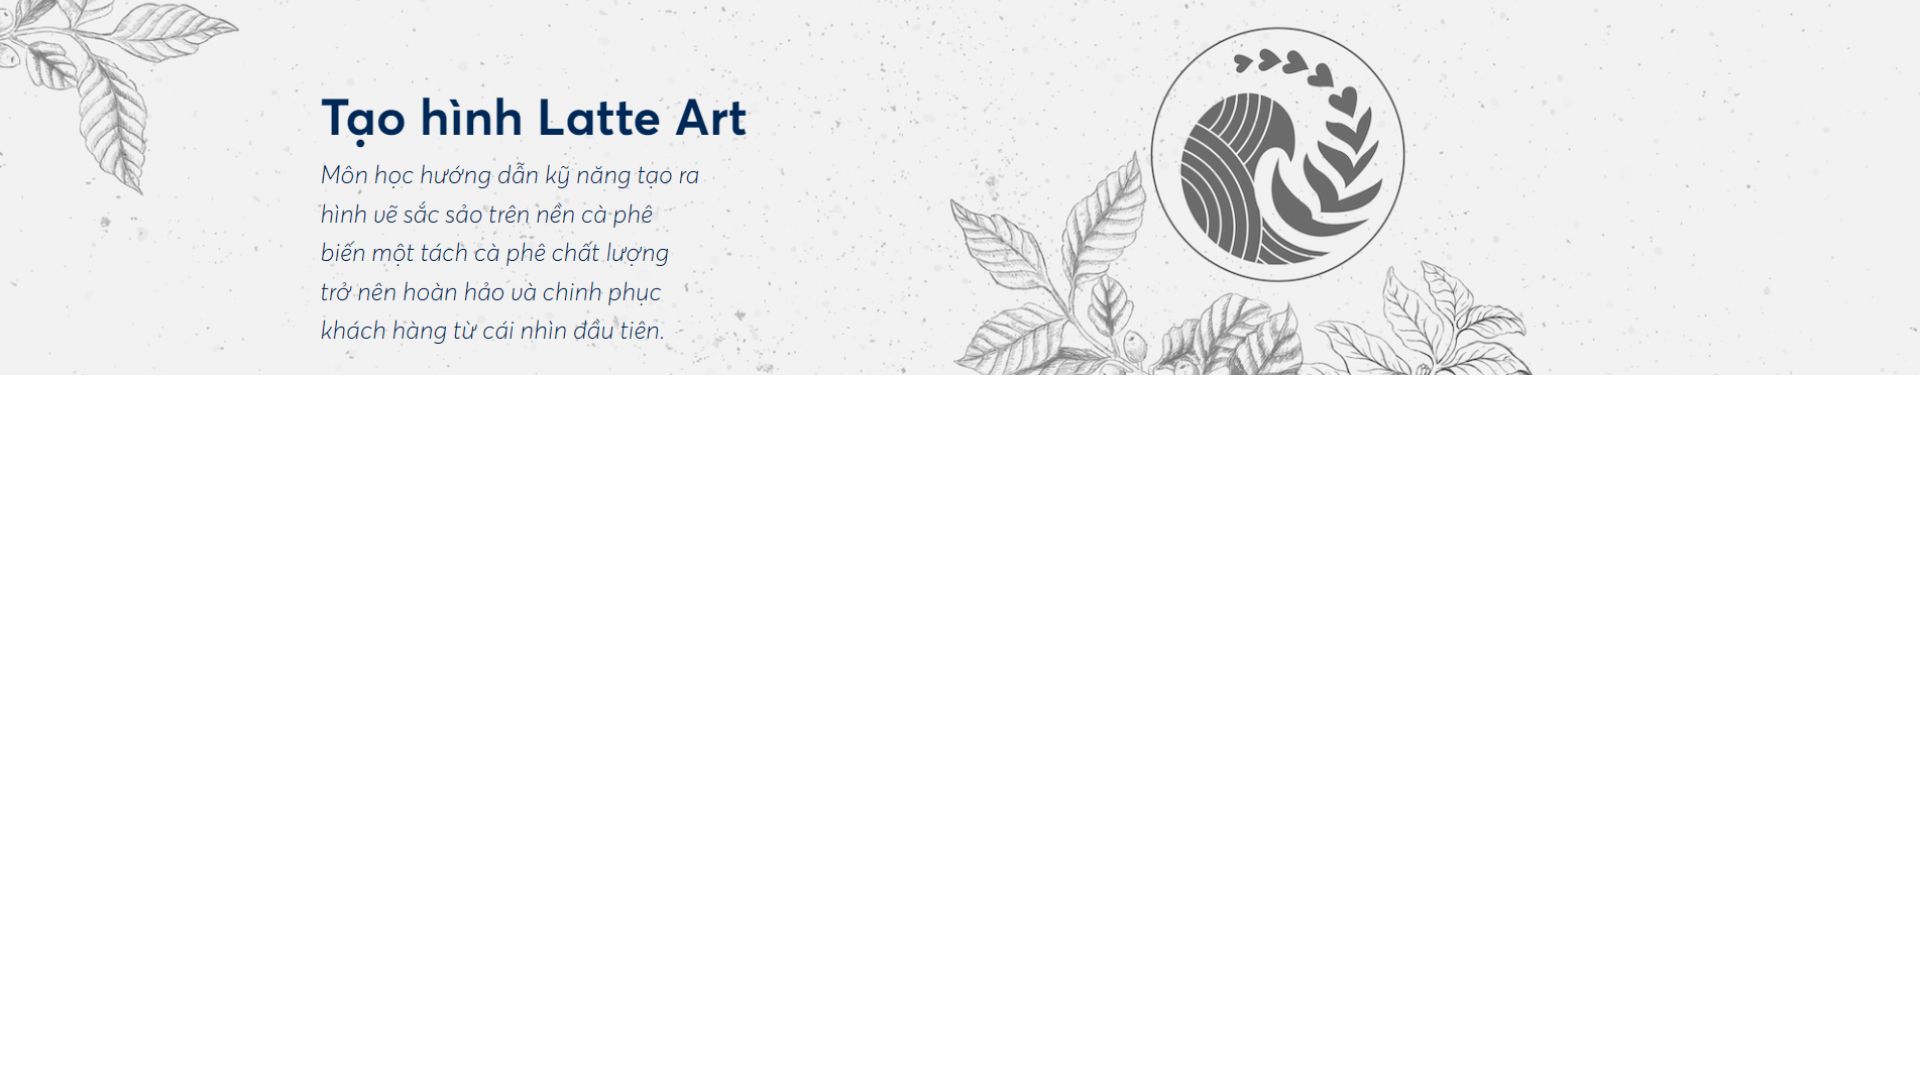 Tạo hình Latte Art
Môn học hướng dẫn kỹ năng tạo ra
hình vẽ sắc sảo trên nền cà phê
biến một tách cà phê chất lượng
trở nên hoàn hảo và chinh phục
khách hàng từ cái nhìn đầu tiên.